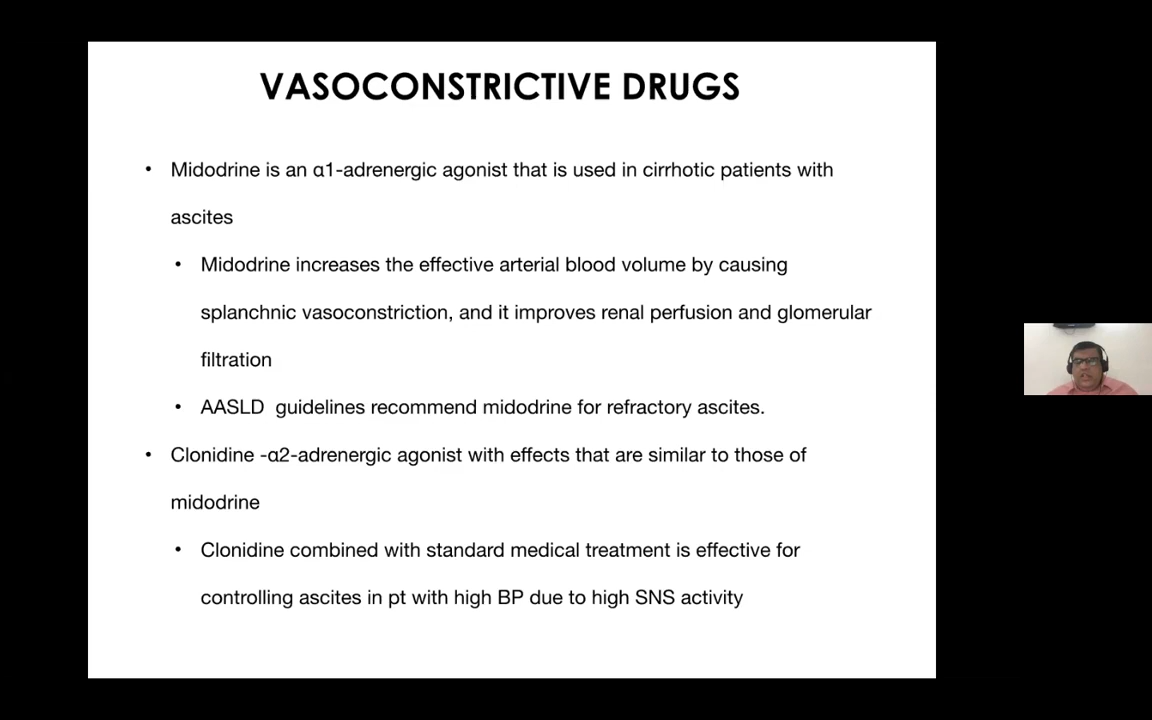 VASOCONSTRICTIVE DRUGS
• Midodrine is an α1-adrenergic agonist that is used in cirrhotic patients with
ascites
• Midodrine increases the effective arterial blood volume by causing
splanchnic vasoconstriction, and it improves renal perfusion and glomerular
filtration
• AASLD  guidelines recommend midodrine for refractory ascites.
• Clonidine -α2-adrenergic agonist with effects that are similar to those of
midodrine
• Clonidine combined with standard medical treatment is effective for
controlling ascites in pt with high BP due to high SNS activity